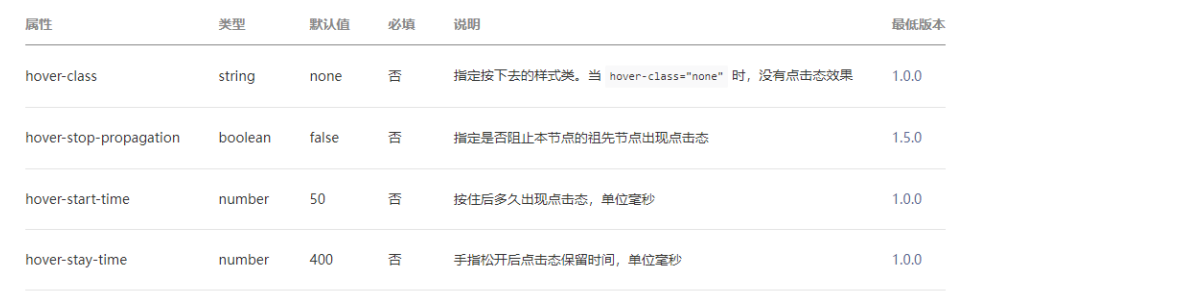 属性 类型 默认值 必填 说明 最低版本
hover-class string none 否 指定按下去的样式类。当 hover-class="none" 时，没有点击态效果 1.0.0
hover-stop-propagation boolean false 否 指定是否阻止本节点的祖先节点出现点击态 1.5.0
hover-start-time number 50 否 按住后多久出现点击态，单位毫秒 1.0.0
hover-stay-time number 400 否 手指松开后点击态保留时间，单位毫秒 1.0.0